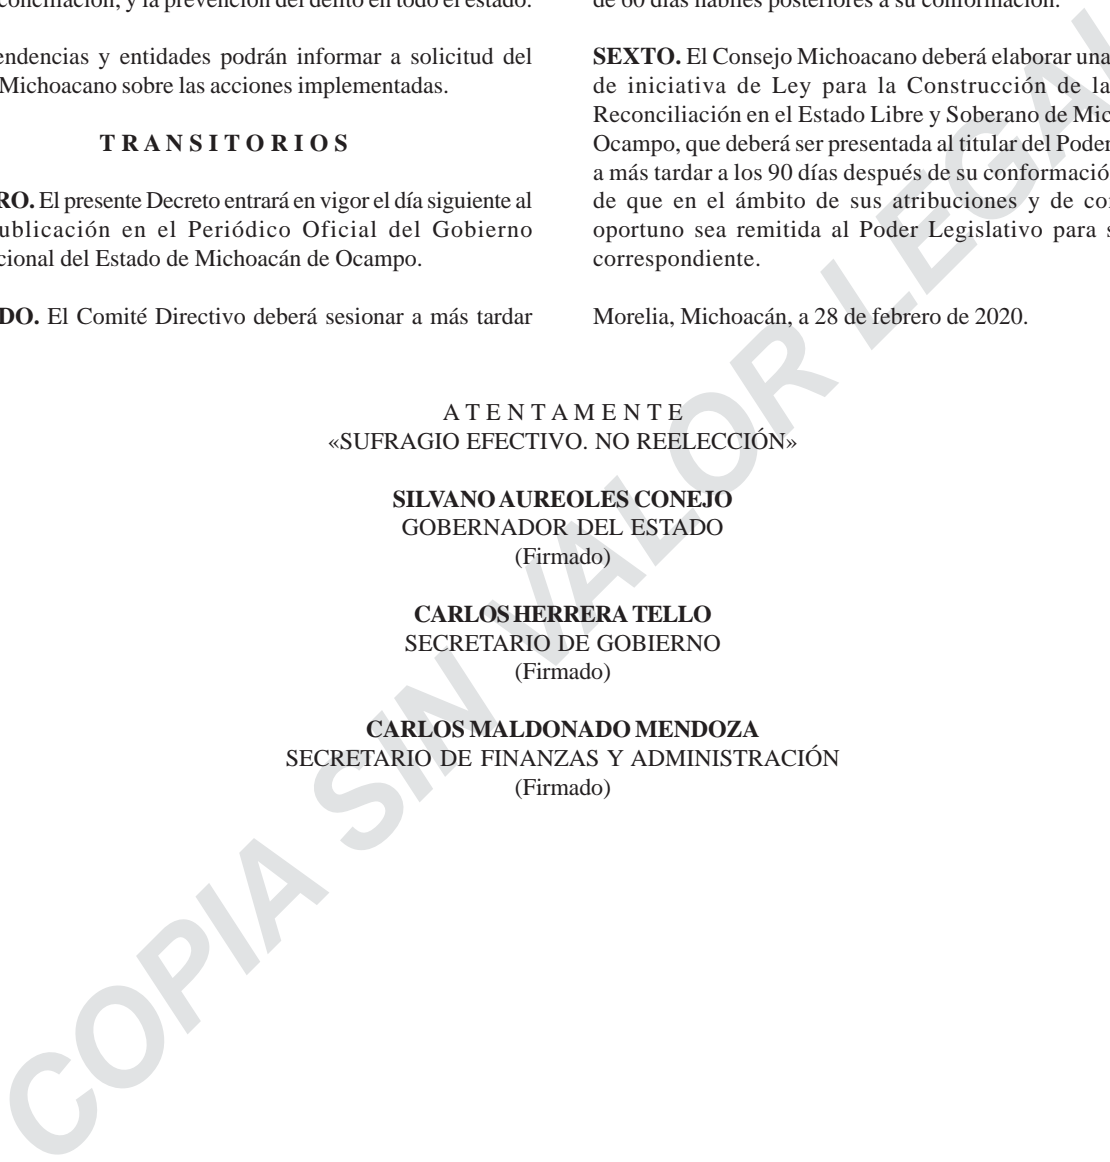 conciliación, y la prevención del delito en todo el estado.
endencias y entidades podrán informar a solicitud del
Michoacano sobre las acciones implementadas.
T R A N S I T O R I O S
RO. El presente Decreto entrará en vigor el día siguiente al
ublicación en el Periódico Oficial del Gobierno
cional del Estado de Michoacán de Ocampo.
DO. El Comité Directivo deberá sesionar a más tardar
de 60 días hábiles posteriores a su conformación.
SEXTO. El Consejo Michoacano deberá elaborar una
de iniciativa de Ley para la Construcción de la
Reconciliación en el Estado Libre y Soberano de Mic
Ocampo, que deberá ser presentada al titular del Poder
a más tardar a los 90 días después de su conformació
de que en el ámbito de sus atribuciones y de co
oportuno sea remitida al Poder Legislativo para s
correspondiente.
Morelia, Michoacán, a 28 de febrero de 2020.
A T E N T A M E N T E
«SUFRAGIO EFECTIVO. NO REELECCIÓN»
SILVANO AUREOLES CONEJO
GOBERNADOR DEL ESTADO
(Firmado)
CARLOS HERRERA TELLO
SECRETARIO DE GOBIERNO
(Firmado)
CARLOS MALDONADO MENDOZA
SECRETARIO DE FINANZAS Y ADMINISTRACIÓN
(Firmado)
COPIA SIN VALOR LEGAL